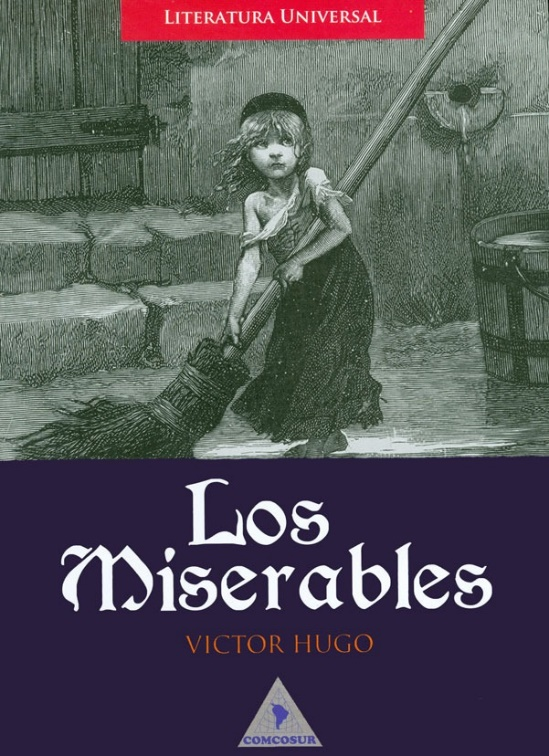 LITERATURA UNIVERSAL
Los
Miserables
VICTOR HUGO
COMCOSUR